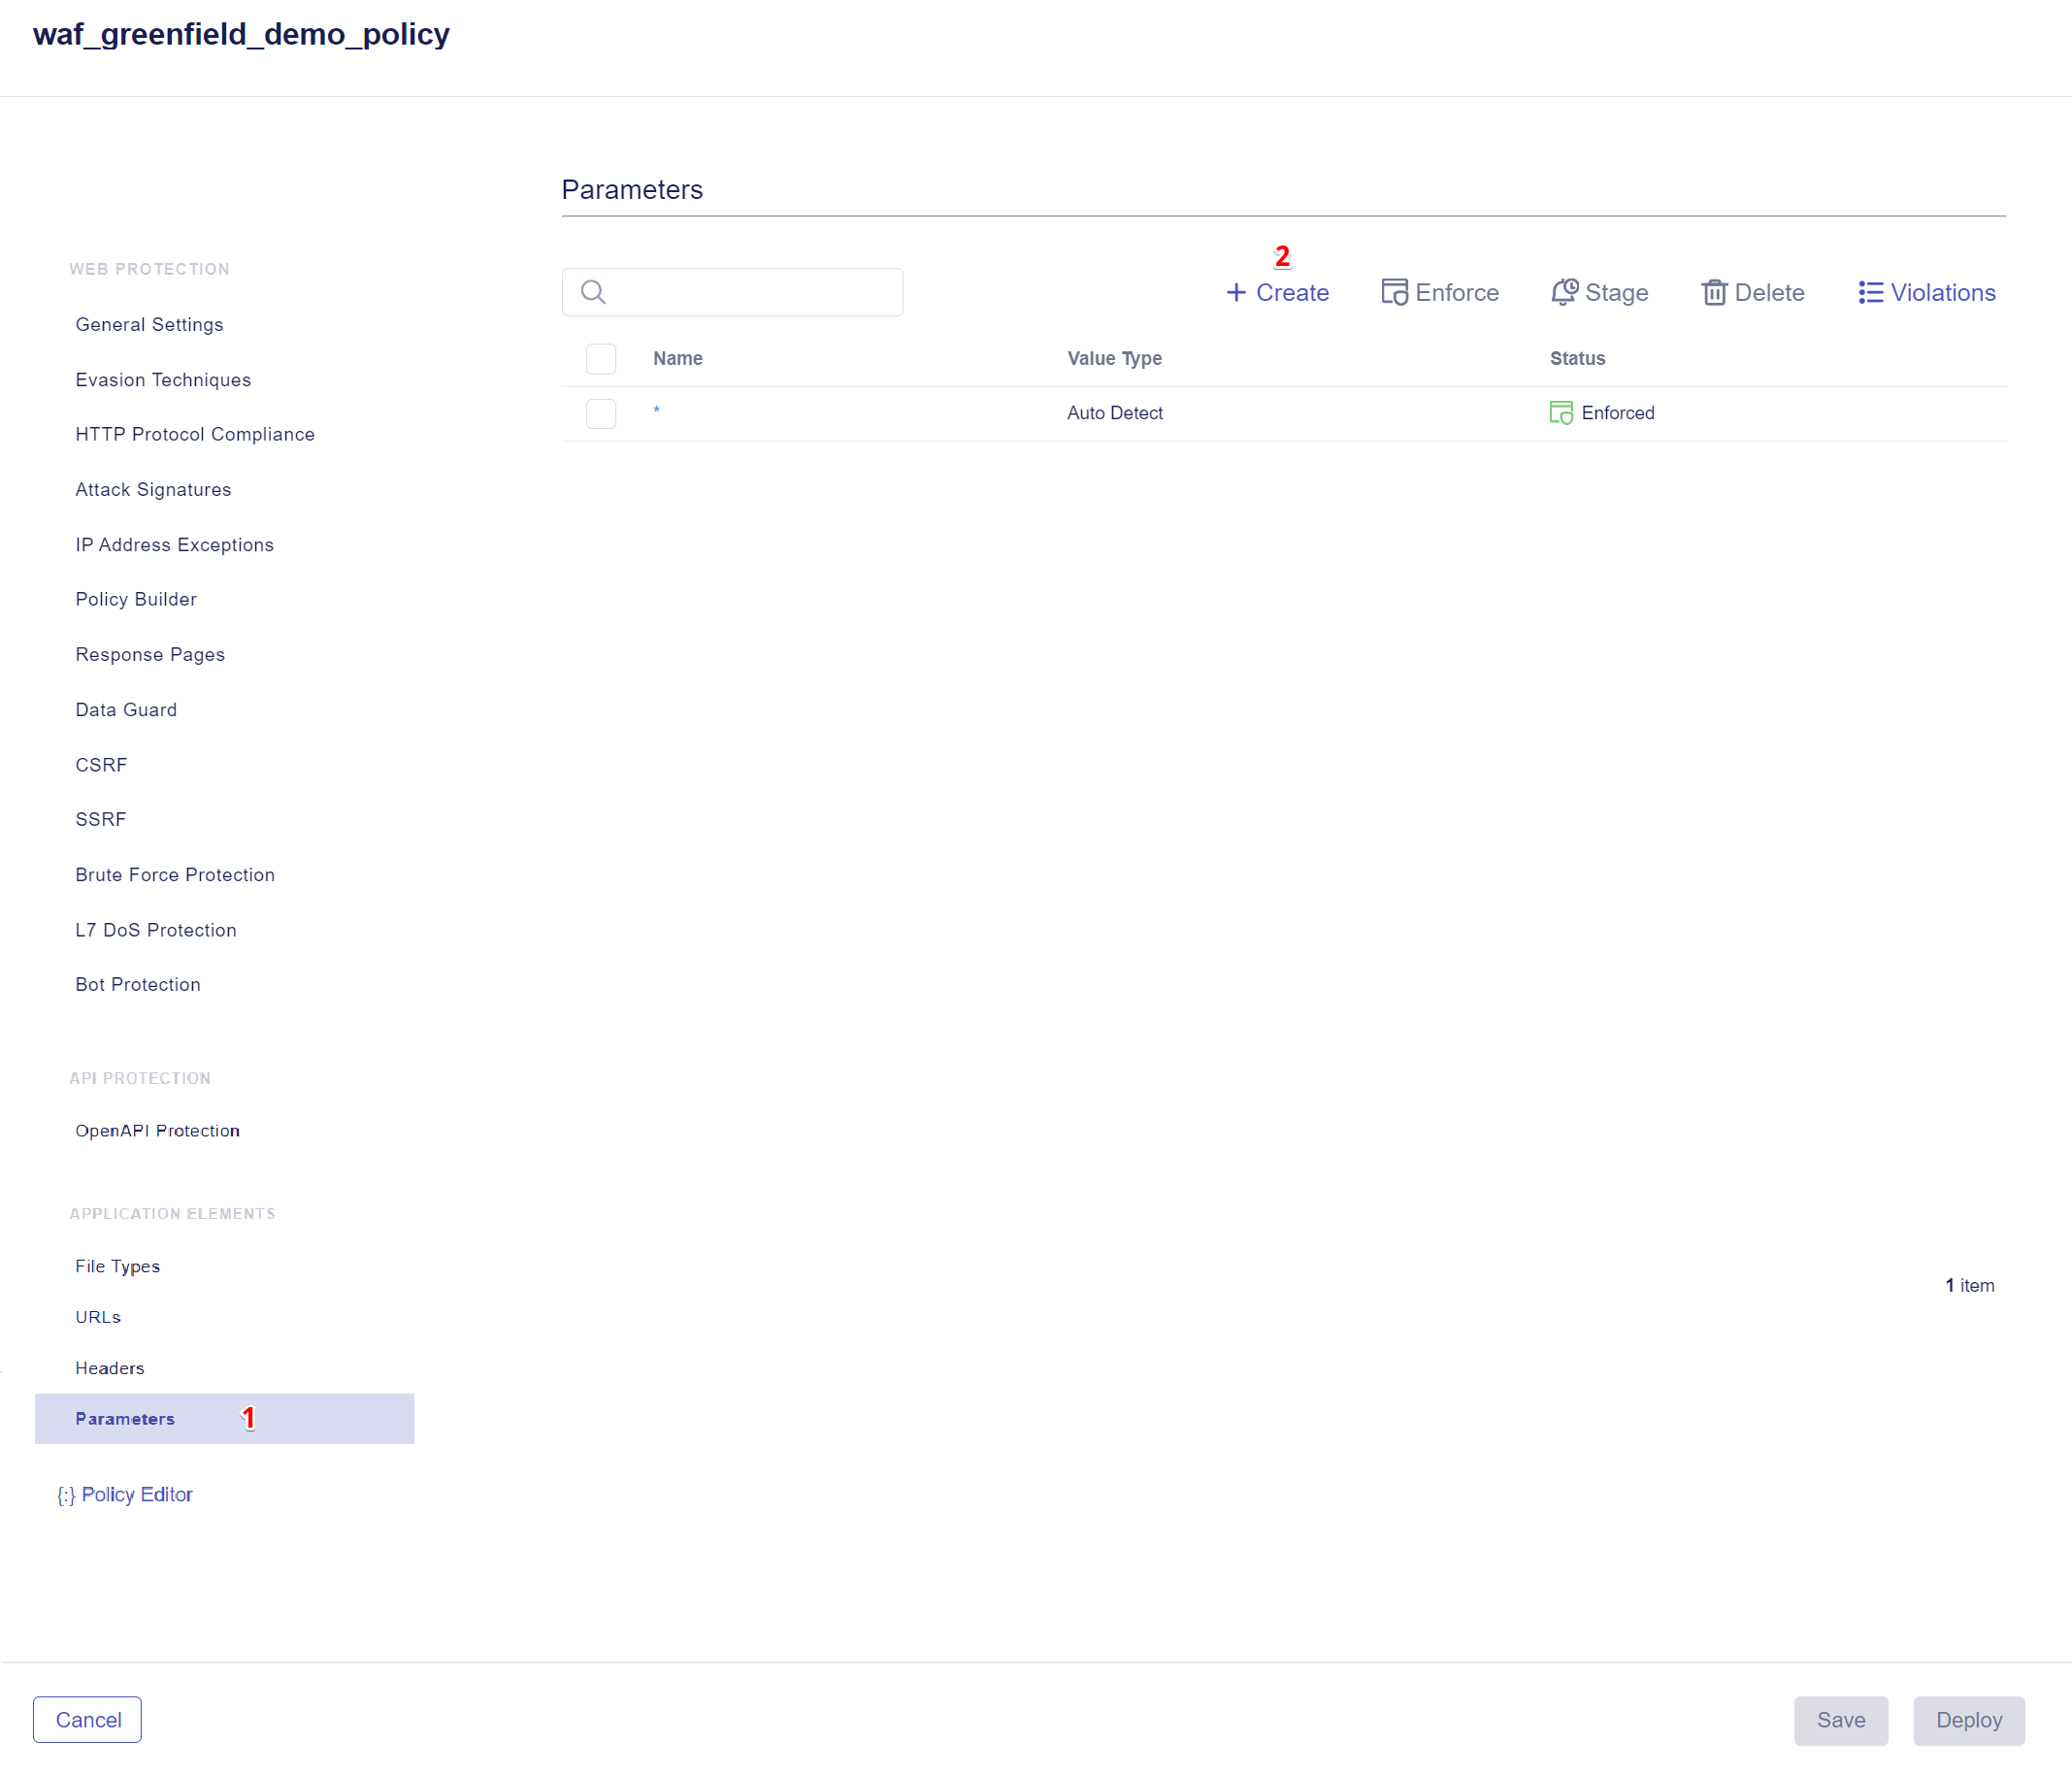 waf_greenfield_demo_policy
WEB PROTECTION
General Settings
Evasion Techniques
HTTP Protocol Compliance
Attack Signatures
IP Address Exceptions
Policy Builder
Response Pages
Data Guard
CSRF
SSRF
Brute Force Protection
L7 DoS Protection
Bot Protection
API PROTECTION
OpenAPI Protection
APPLICATION ELEMENTS
File Types
URLs
Headers
Parameters 1
{:} Policy Editor
Parameters
2
+ Create Enforce Stage Delete Violations
Name Value Type Status
* Auto Detect Enforced
1 item
Cancel Save Deploy